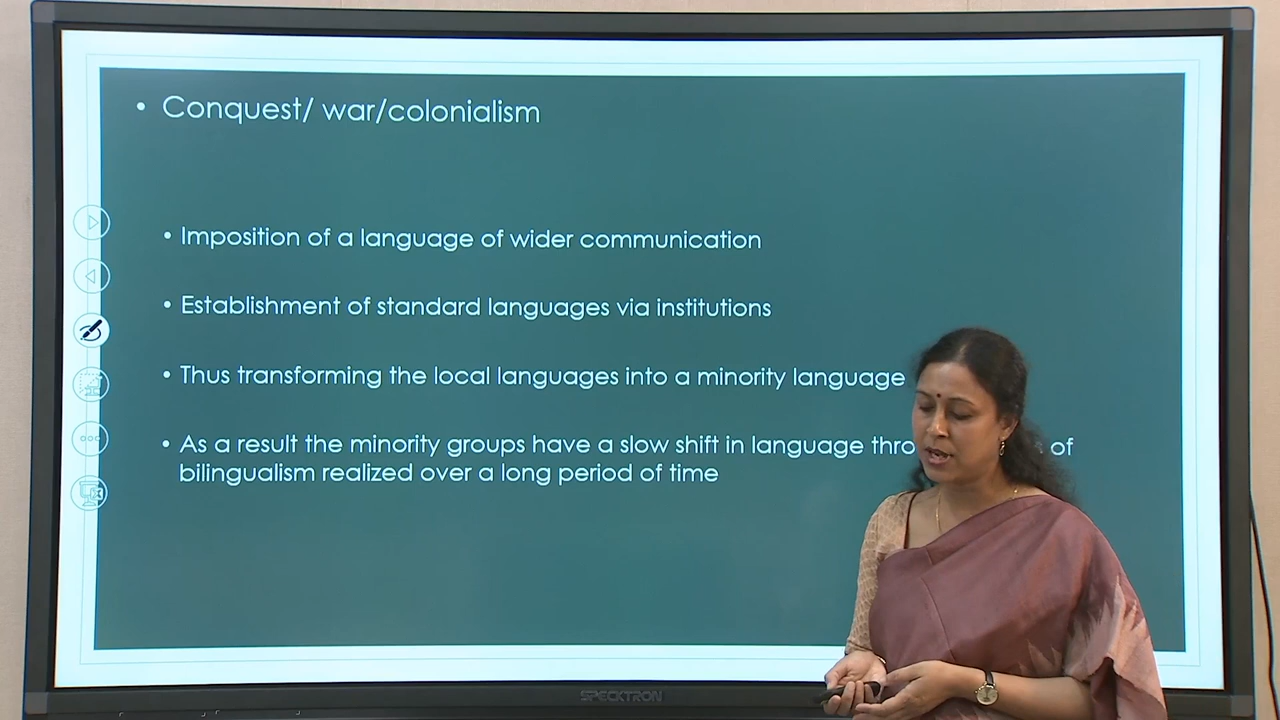 • Conquest/ war/colonialism
• Imposition of a language of wider communication
• Establishment of standard languages via institutions
• Thus transforming the local languages into a minority language
• As a result the minority groups have a slow shift in language of
bilingualism realized over a long period of time
SPECKTRON